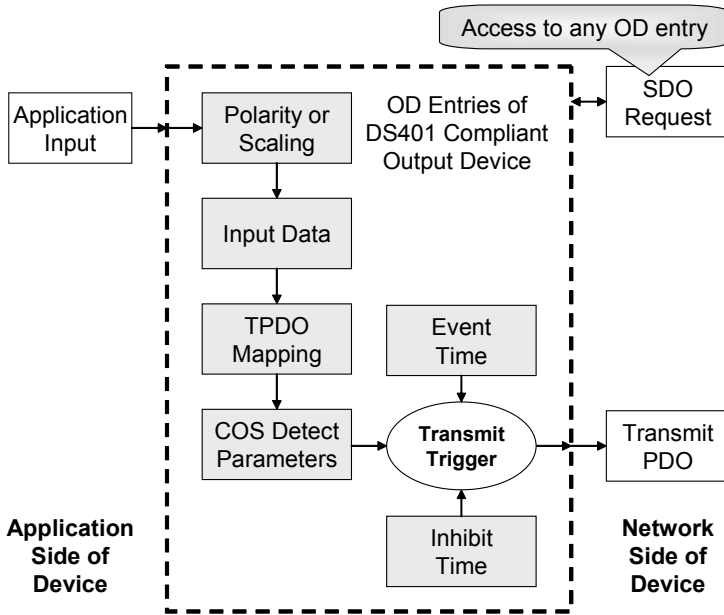 Access to any OD entry
Application
Input
Polarity or
Scaling
OD Entries of
DS401 Compliant
Output Device
SDO
Request
Input Data
TPDO
Mapping
Event
Time
COS Detect
Parameters
Transmit
Trigger
Transmit
PDO
Application
Side of
Device
Inhibit
Time
Network
Side of
Device